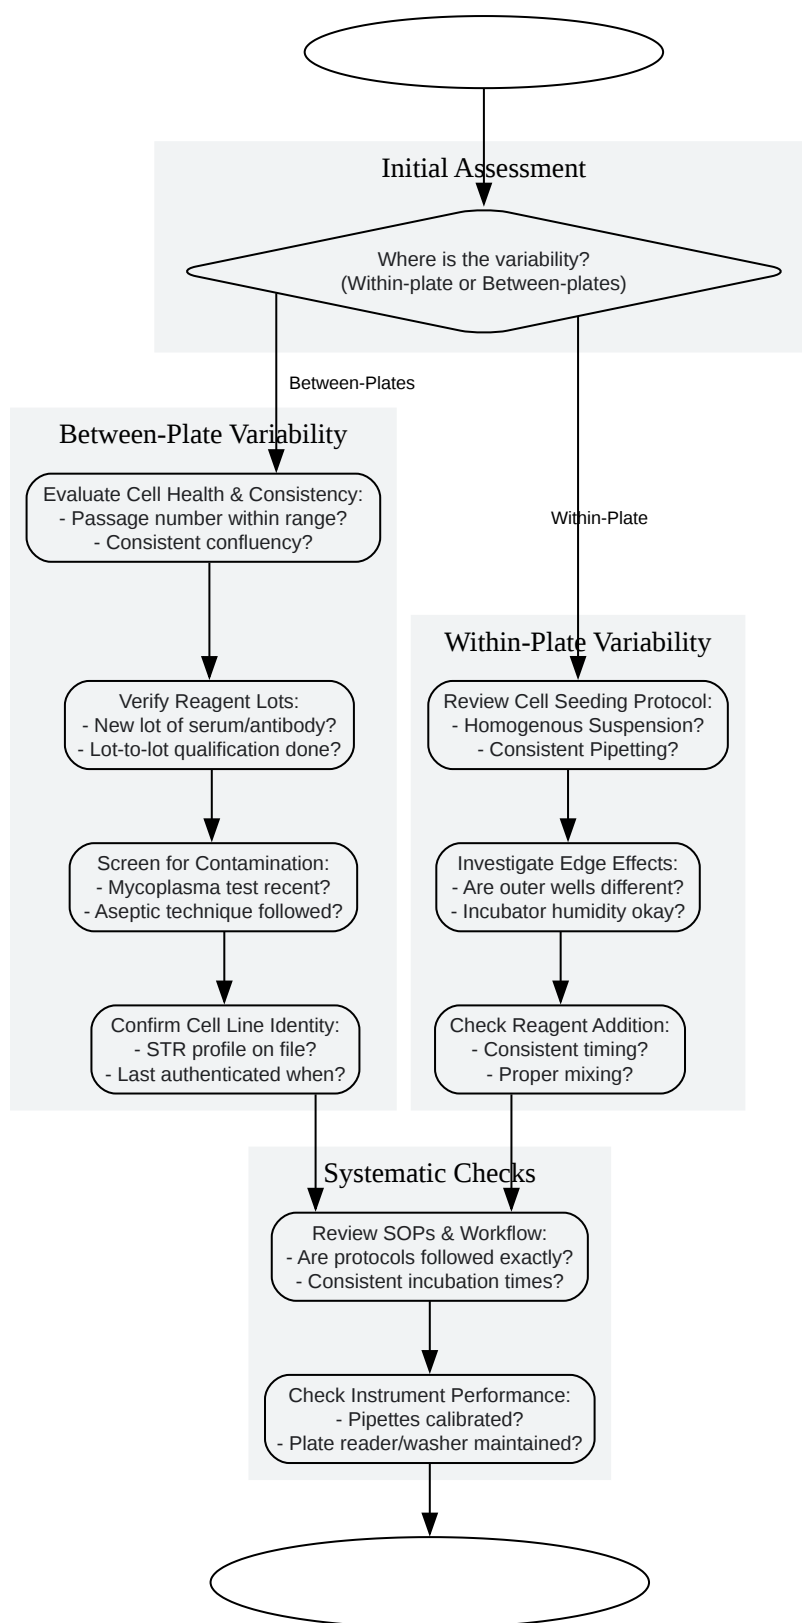 Initial Assessment
Where is the variability?
(Within-plate or Between-plates)
Between-Plates
Between-Plate Variability
Evaluate Cell Health & Consistency:
- Passage number within range?
- Consistent confluency?
Within-Plate
Within-Plate Variability
Verify Reagent Lots:
- New lot of serum/antibody?
- Lot-to-lot qualification done?
Review Cell Seeding Protocol:
- Homogenous Suspension?
- Consistent Pipetting?
Screen for Contamination:
- Mycoplasma test recent?
- Aseptic technique followed?
Investigate Edge Effects:
- Are outer wells different?
- Incubator humidity okay?
Confirm Cell Line Identity:
- STR profile on file?
- Last authenticated when?
Check Reagent Addition:
- Consistent timing?
- Proper mixing?
Systematic Checks
Review SOPs & Workflow:
- Are protocols followed exactly?
- Consistent incubation times?
Check Instrument Performance:
- Pipettes calibrated?
- Plate reader/washer maintained?